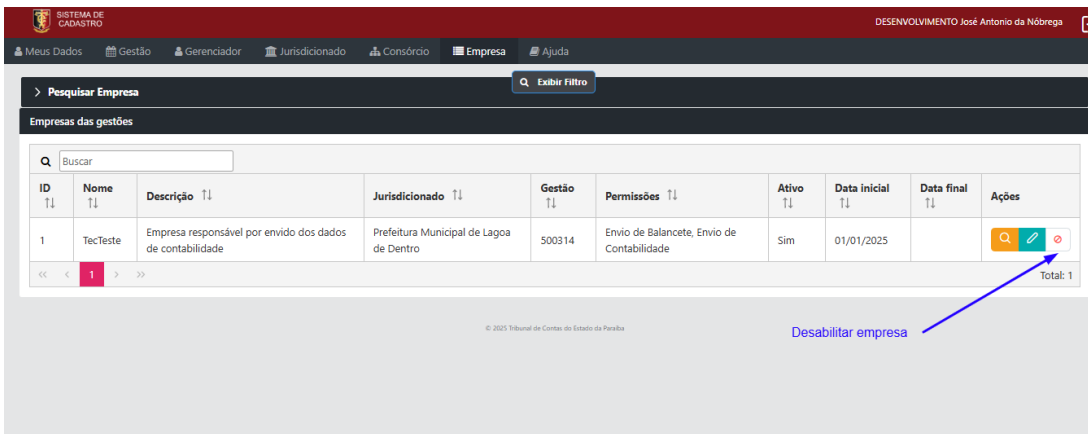 SISTEMA DE
CADASTRO
DESENVOLVIMENTO José Antonio da Nóbrega
Meus Dados Gestão Gerenciador Jurisdicionado Consórcio Empresa Ajuda
Exibir Filtro
> Pesquisar Empresa
Empresas das gestões
Buscar
ID Nome Descrição Jurisdicionado Gestão Permissões Ativo Data inicial Data final Ações
1 TecTeste Empresa responsável por envido dos dados de contabilidade Prefeitura Municipal de Lagoa de Dentro 500314 Envio de Balancete, Envio de Contabilidade Sim 01/01/2025
<< < 1 > >> Total: 1
© 2025 Tribunal de Contas do Estado da Paraíba
Desabilitar empresa